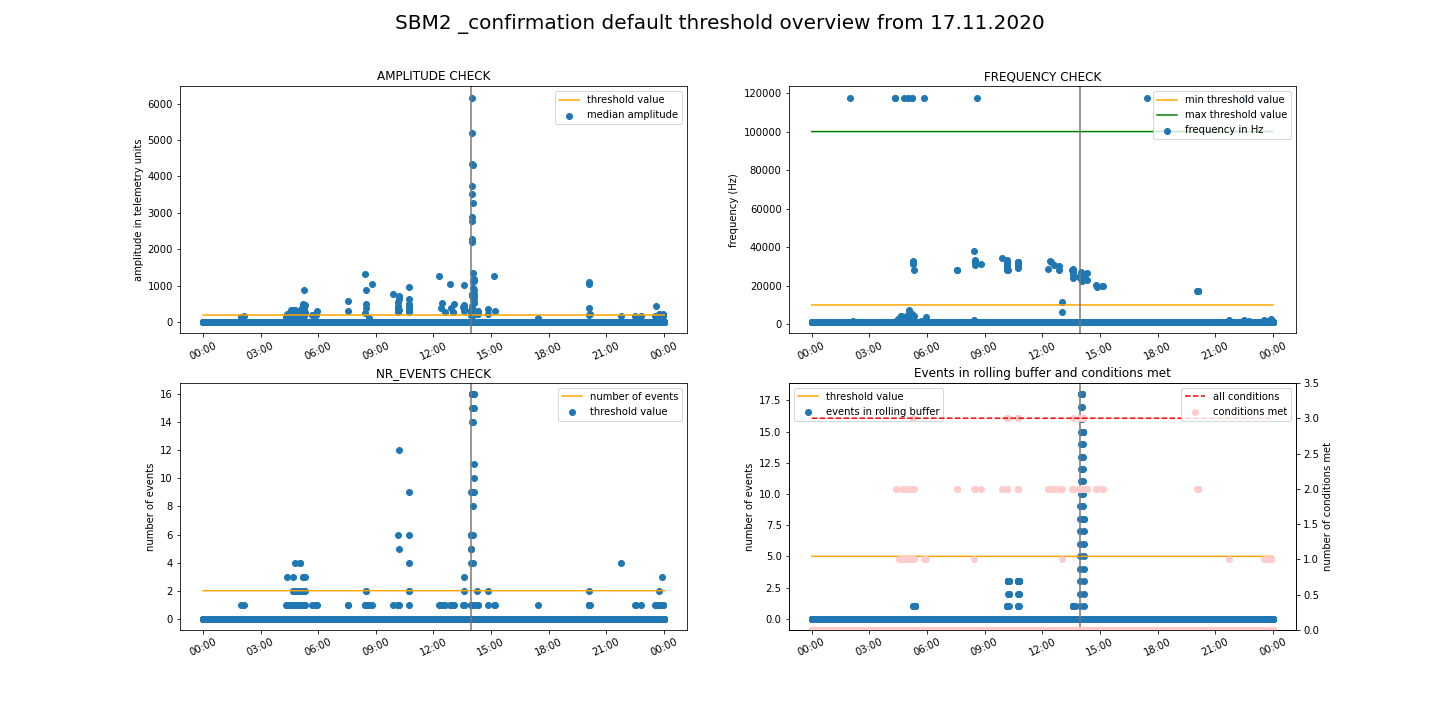 SBM2 _confirmation default threshold overview from 17.11.2020
AMPLITUDE CHECK
threshold value
median amplitude
amplitude in telemetry units
6000
5000
4000
3000
2000
1000
0
00:00 03:00 06:00 09:00 12:00 15:00 18:00 21:00 00:00
FREQUENCY CHECK
min threshold value
max threshold value
frequency in Hz
frequency (Hz)
120000
100000
80000
60000
40000
20000
0
00:00 03:00 06:00 09:00 12:00 15:00 18:00 21:00 00:00
NR_EVENTS CHECK
number of events
threshold value
number of events
16
14
12
10
8
6
4
2
0
00:00 03:00 06:00 09:00 12:00 15:00 18:00 21:00 00:00
Events in rolling buffer and conditions met
threshold value
events in rolling buffer
all conditions
conditions met
number of events
17.5
15.0
12.5
10.0
7.5
5.0
2.5
0.0
00:00 03:00 06:00 09:00 12:00 15:00 18:00 21:00 00:00
3.5
3.0
2.5
2.0
1.5
1.0
0.5
0.0
number of conditions met